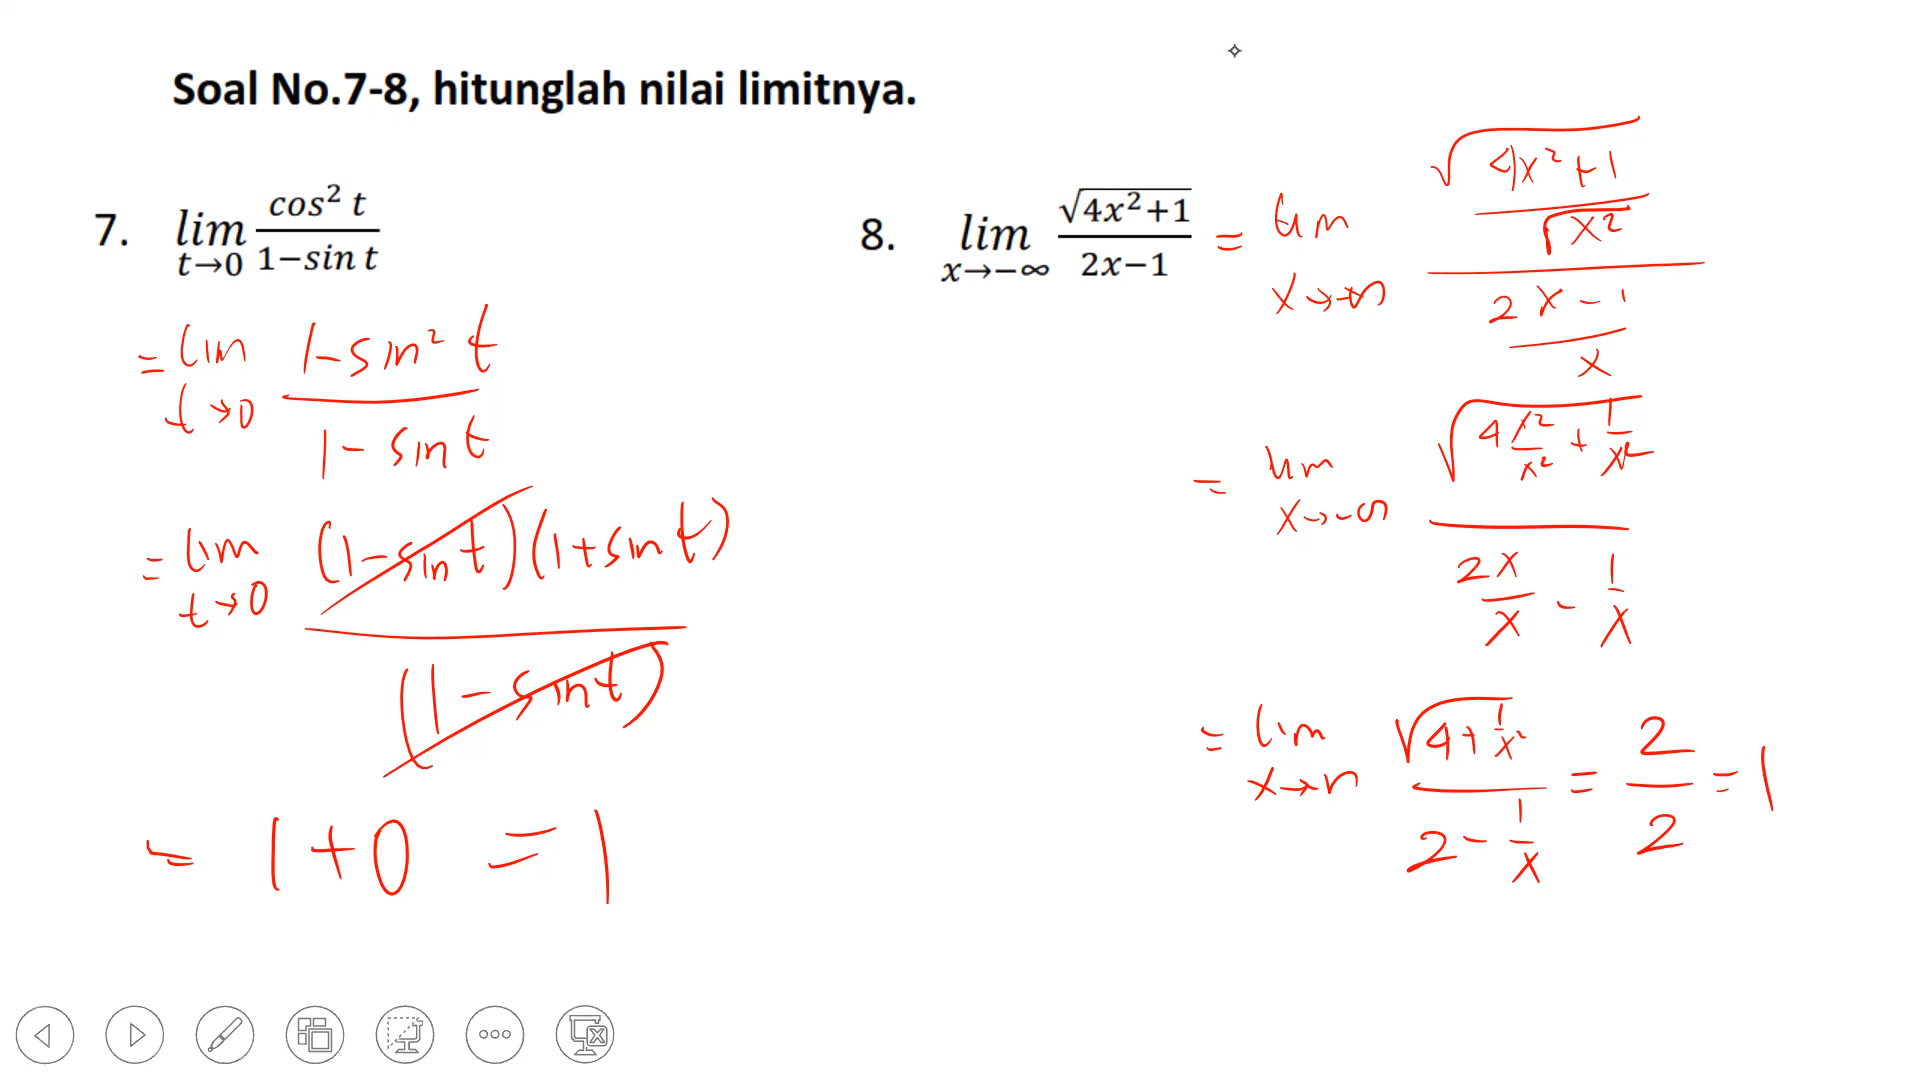 Soal No.7-8, hitunglah nilai limitnya.
7. lim t→0 cos² t / 1−sin t
= lim t→0 1−sin² t / 1−sin t
= lim t→0 (1−sin t)(1+sin t) / (1−sin t)
= 1+0 = 1
8. lim x→−∞ √4x²+1 / 2x−1 = lim x→−∞ √4x²+1 / √x² / 2x−1 / x
= lim x→−∞ √4 x²/x² + 1/x² / 2x/x − 1/x
= lim x→∞ √4+1/x² / 2−1/x = 2/2 = 1